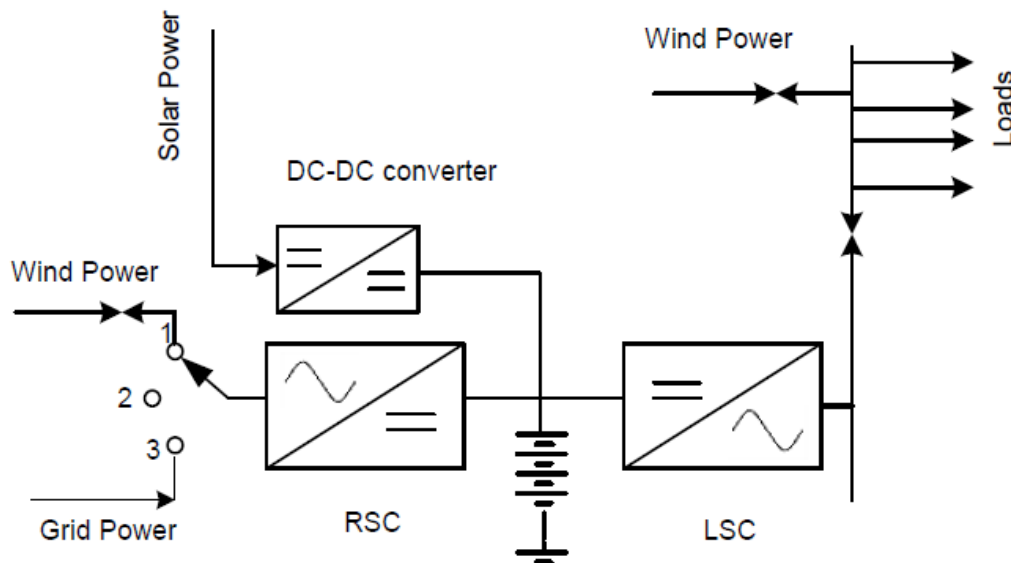 Solar Power
Wind Power
Loads
DC-DC converter
Wind Power
1
2
3
Grid Power
RSC
LSC